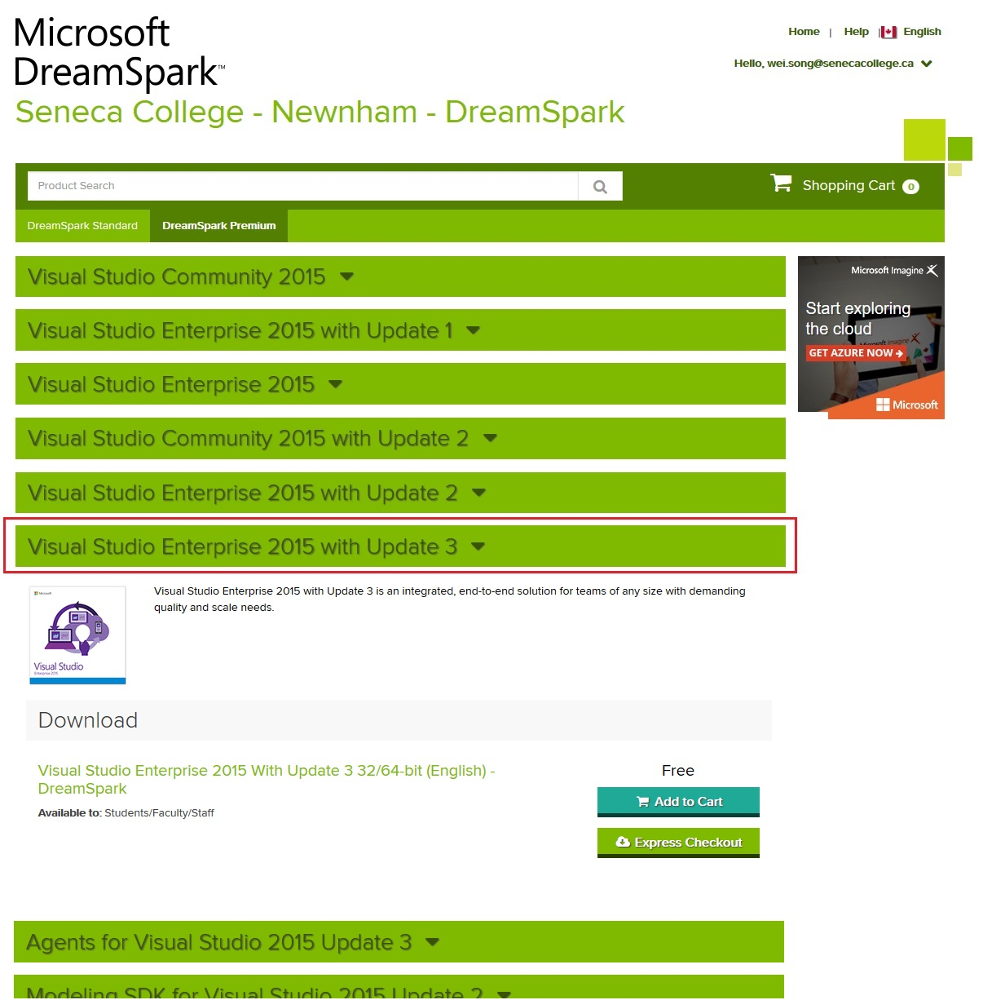 Microsoft
DreamSpark™
Home | Help | English
Hello, wei.song@senecacollege.ca
Seneca College - Newnham - DreamSpark
Product Search
Shopping Cart 0
DreamSpark Standard
DreamSpark Premium
Visual Studio Community 2015
Visual Studio Enterprise 2015 with Update 1
Visual Studio Enterprise 2015
Visual Studio Community 2015 with Update 2
Visual Studio Enterprise 2015 with Update 2
Visual Studio Enterprise 2015 with Update 3
Microsoft Imagine
Start exploring
the cloud
Microsoft Imagine
GET AZURE NOW
Microsoft
Microsoft
Visual Studio
Enterprise 2015
Visual Studio Enterprise 2015 with Update 3 is an integrated, end-to-end solution for teams of any size with demanding
quality and scale needs.
Download
Visual Studio Enterprise 2015 With Update 3 32/64-bit (English) -
DreamSpark
Available to: Students/Faculty/Staff
Free
Add to Cart
Express Checkout
Agents for Visual Studio 2015 Update 3
Modeling SDK for Visual Studio 2015 Update 2